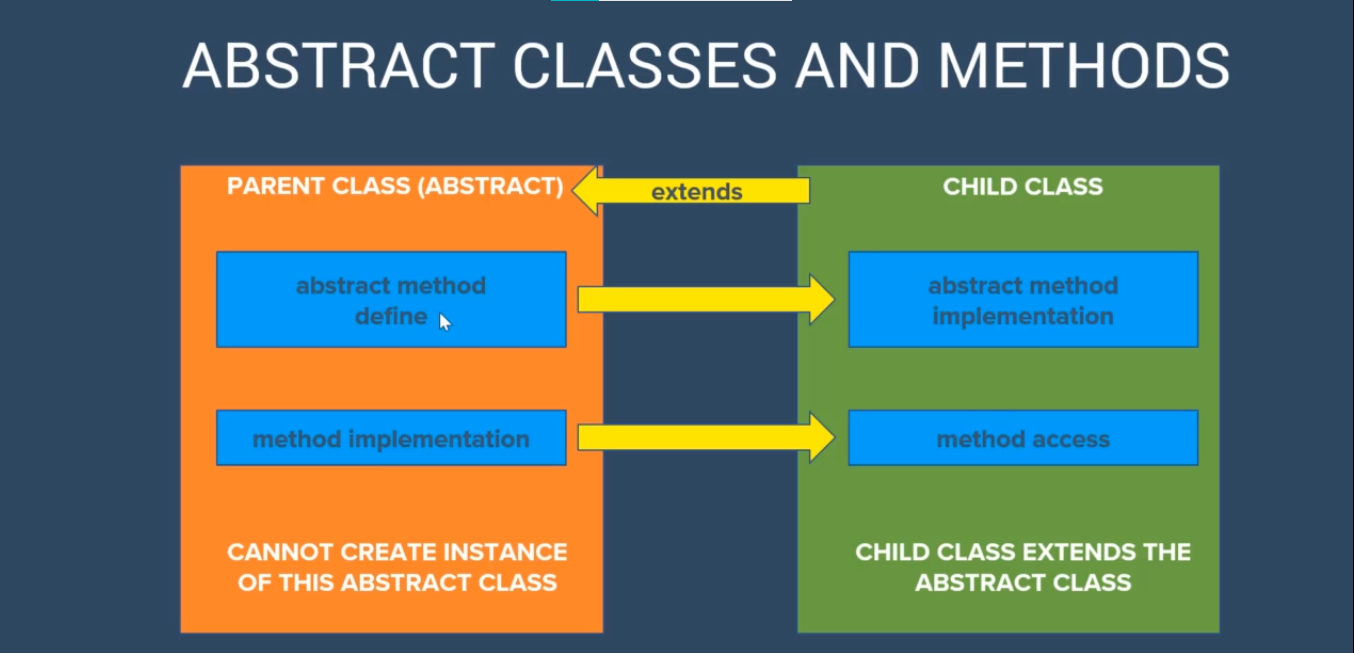 ABSTRACT CLASSES AND METHODS
PARENT CLASS (ABSTRACT)
extends
CHILD CLASS
abstract method
define
abstract method
implementation
method implementation
method access
CANNOT CREATE INSTANCE
OF THIS ABSTRACT CLASS
CHILD CLASS EXTENDS THE
ABSTRACT CLASS